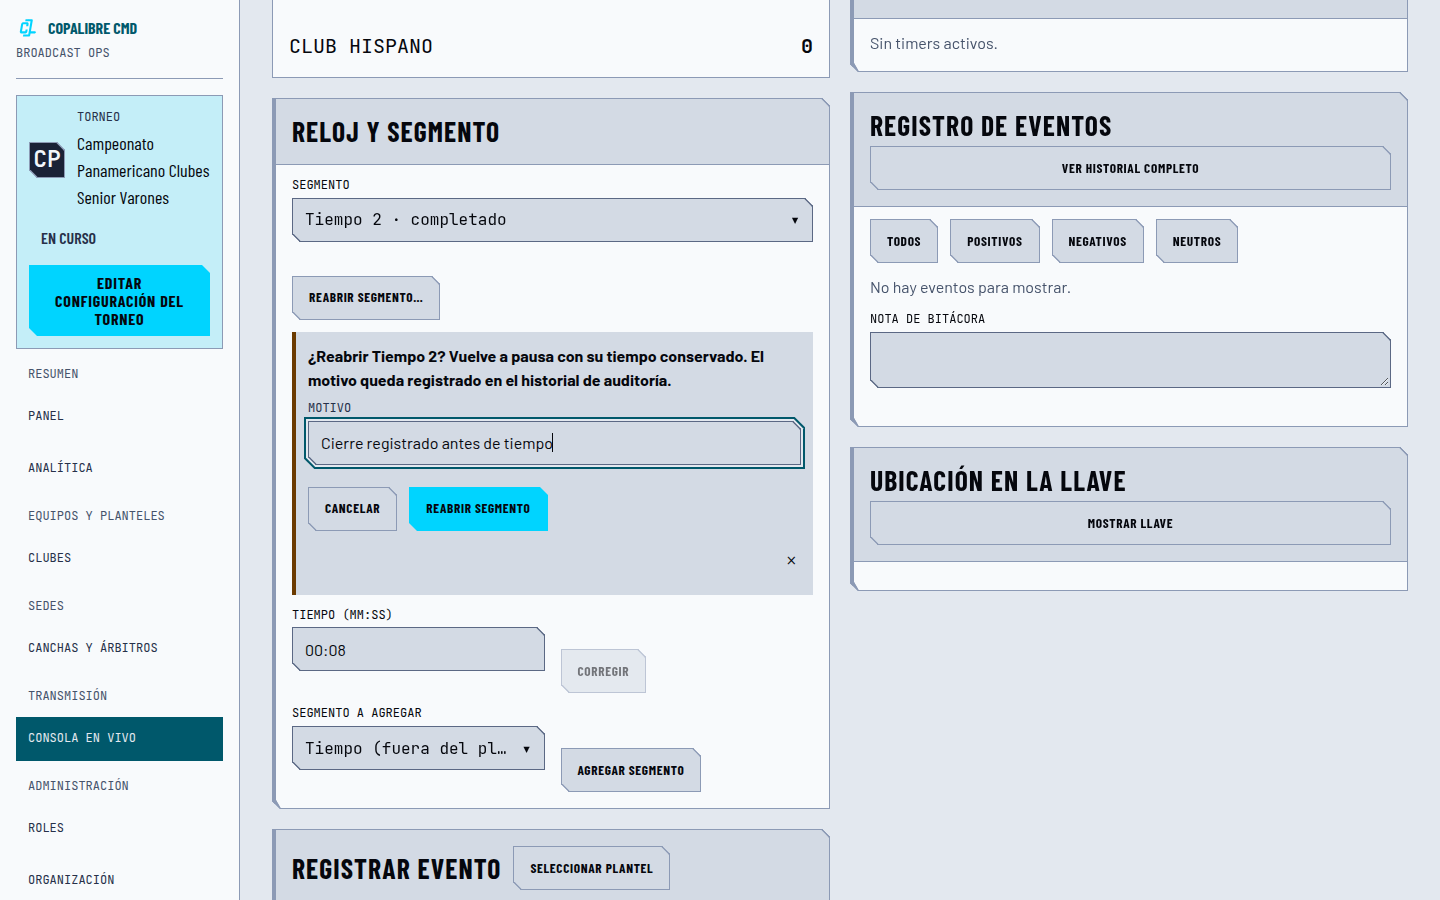 COPALIBRE CMD
BROADCAST OPS
TORNEO
CP
Campeonato
Panamericano Clubes
Senior Varones
EN CURSO
EDITAR
CONFIGURACIÓN DEL
TORNEO
RESUMEN
PANEL
ANALÍTICA
EQUIPOS Y PLANTELES
CLUBES
SEDES
CANCHAS Y ÁRBITROS
TRANSMISIÓN
CONSOLA EN VIVO
ADMINISTRACIÓN
ROLES
ORGANIZACIÓN
CLUB HISPANO 0
RELOJ Y SEGMENTO
SEGMENTO
Tiempo 2 · completado ▾
REABRIR SEGMENTO...
¿Reabrir Tiempo 2? Vuelve a pausa con su tiempo conservado. El
motivo queda registrado en el historial de auditoría.
MOTIVO
Cierre registrado antes de tiempo
CANCELAR REABRIR SEGMENTO
×
TIEMPO (MM:SS)
00:08
CORREGIR
SEGMENTO A AGREGAR
Tiempo (fuera del pl… ▾
AGREGAR SEGMENTO
REGISTRAR EVENTO SELECCIONAR PLANTEL
Sin timers activos.
REGISTRO DE EVENTOS
VER HISTORIAL COMPLETO
TODOS POSITIVOS NEGATIVOS NEUTROS
No hay eventos para mostrar.
NOTA DE BITÁCORA
UBICACIÓN EN LA LLAVE
MOSTRAR LLAVE